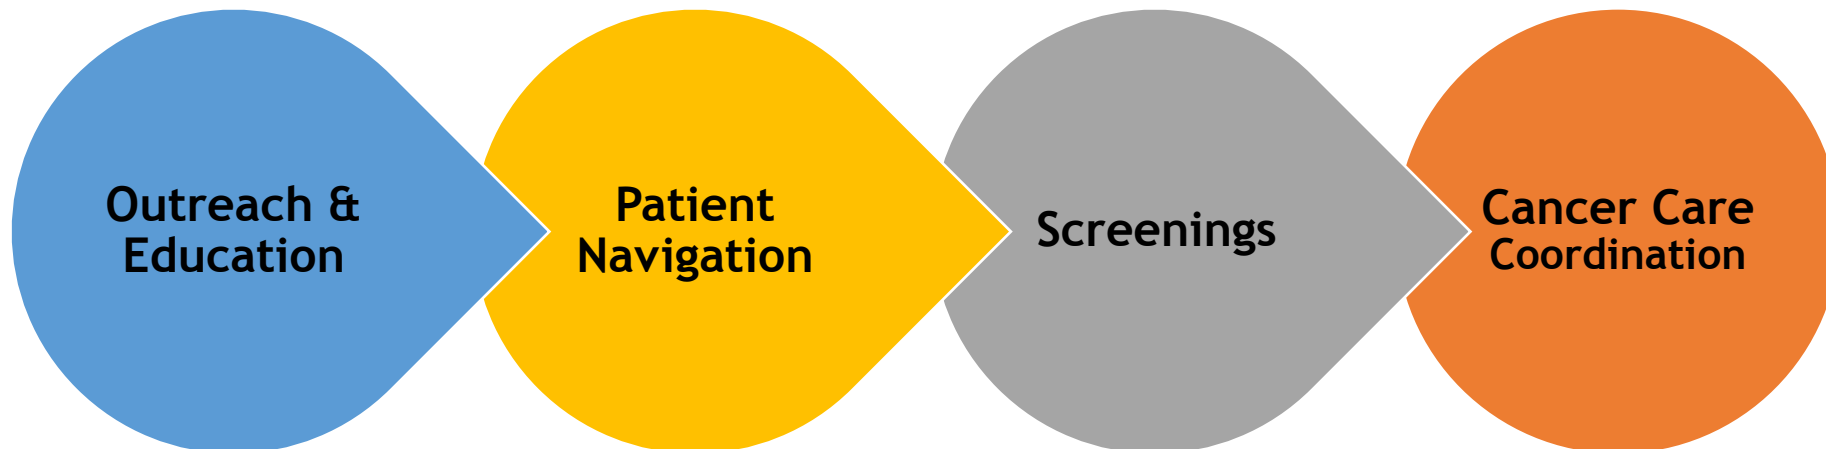 Outreach &
Education
Patient
Navigation
Screenings
Cancer Care
Coordination